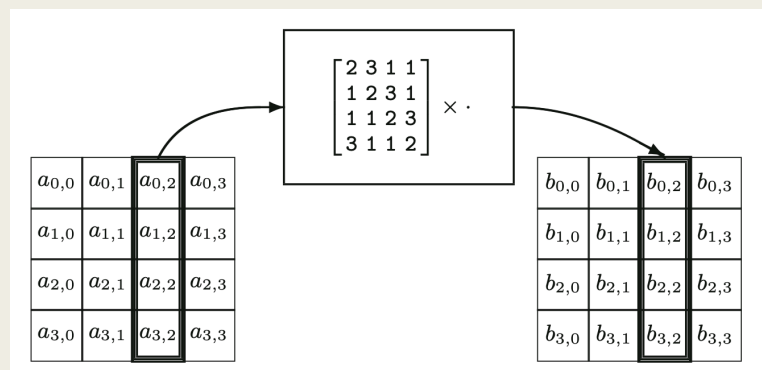 2 3 1 1
1 2 3 1
1 1 2 3
3 1 1 2
× ·
a0,0 a0,1 a0,2 a0,3
a1,0 a1,1 a1,2 a1,3
a2,0 a2,1 a2,2 a2,3
a3,0 a3,1 a3,2 a3,3
b0,0 b0,1 b0,2 b0,3
b1,0 b1,1 b1,2 b1,3
b2,0 b2,1 b2,2 b2,3
b3,0 b3,1 b3,2 b3,3